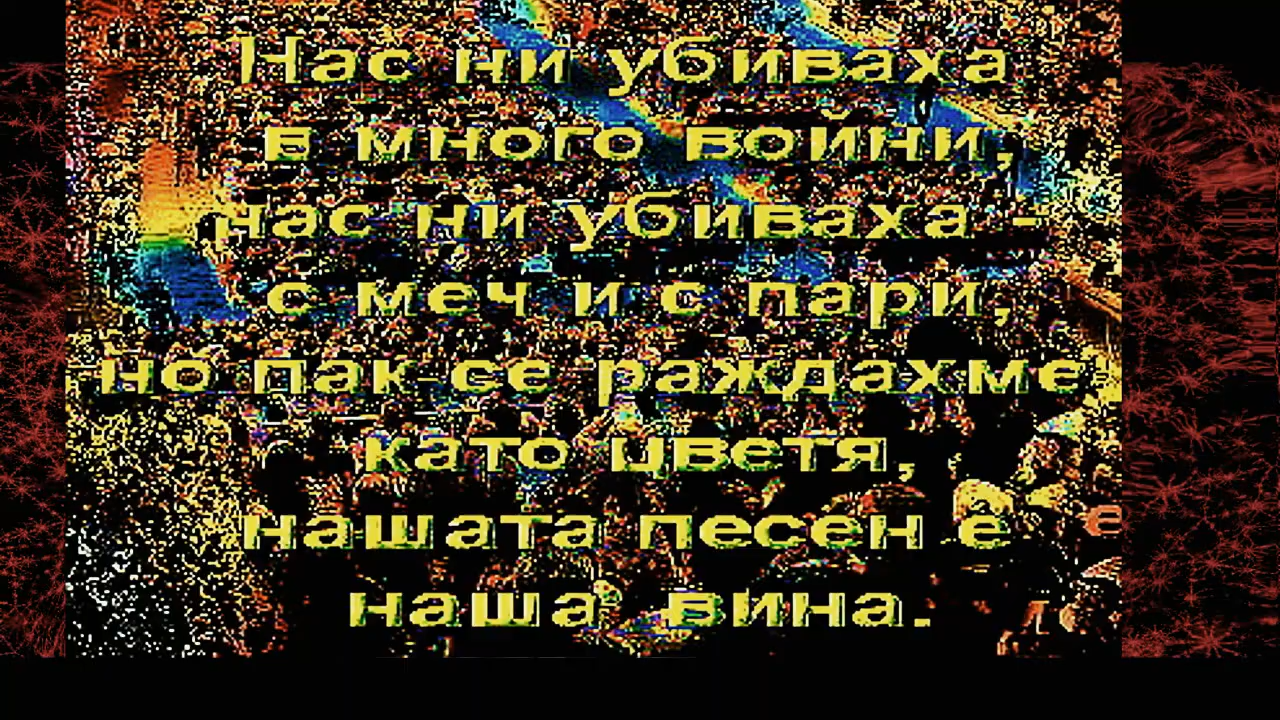 Нас ни убиваха
в много войни,
нас ни убиваха -
с меч и с пари,
но пак се раждахме
като цветя,
нашата песен е
наша вина.